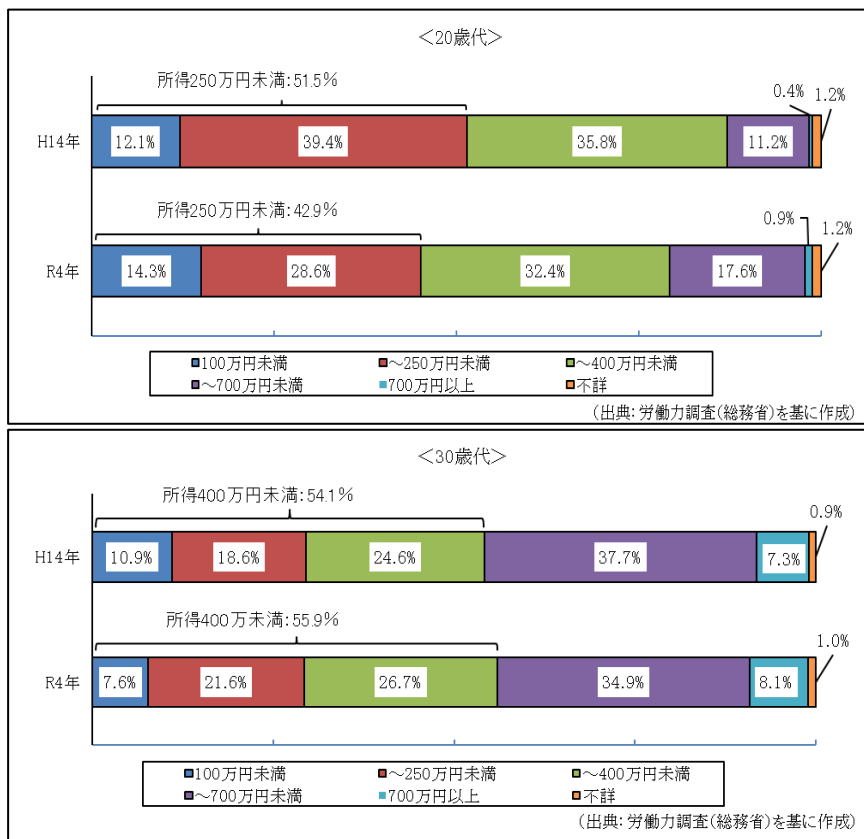 <20歳代>
所得250万円未満:51.5%
0.4%
1.2%
H14年
12.1%
39.4%
35.8%
11.2%
所得250万円未満:42.9%
0.9%
1.2%
R4年
14.3%
28.6%
32.4%
17.6%
100万円未満
～250万円未満
～400万円未満
～700万円未満
700万円以上
不詳
(出典:労働力調査(総務省)を基に作成)
<30歳代>
所得400万円未満:54.1%
0.9%
H14年
10.9%
18.6%
24.6%
37.7%
7.3%
所得400万未満:55.9%
1.0%
R4年
7.6%
21.6%
26.7%
34.9%
8.1%
100万円未満
～250万円未満
～400万円未満
～700万円未満
700万円以上
不詳
(出典:労働力調査(総務省)を基に作成)